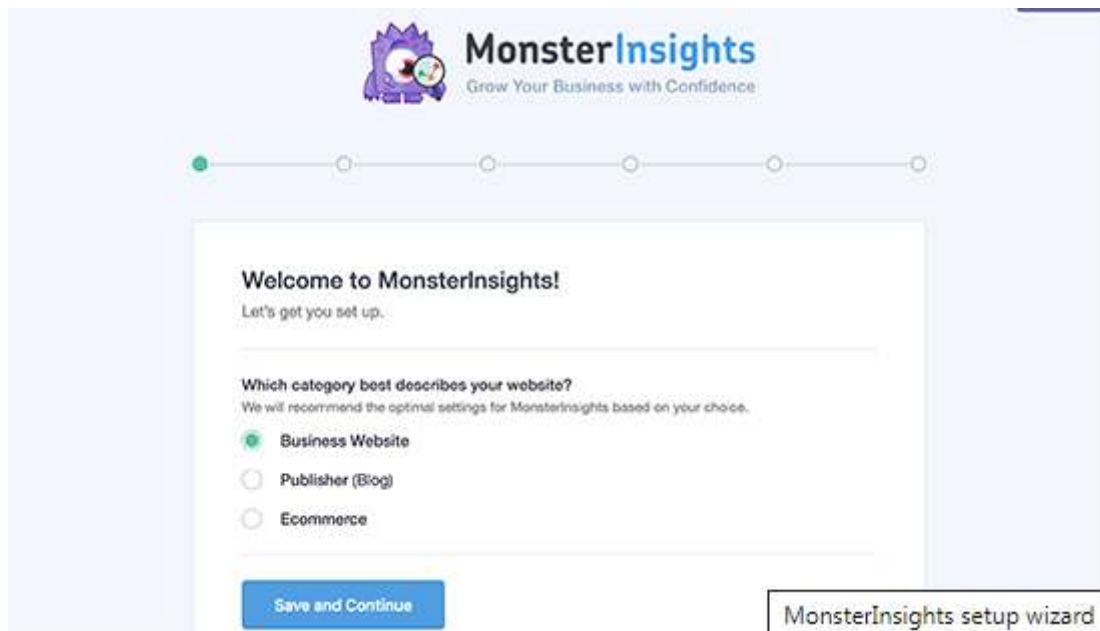 MonsterInsights
Grow Your Business with Confidence
Welcome to MonsterInsights!
Let's get you set up.
Which category best describes your website?
We will recommend the optimal settings for MonsterInsights based on your choice.
Business Website
Publisher (Blog)
Ecommerce
Save and Continue
MonsterInsights setup wizard